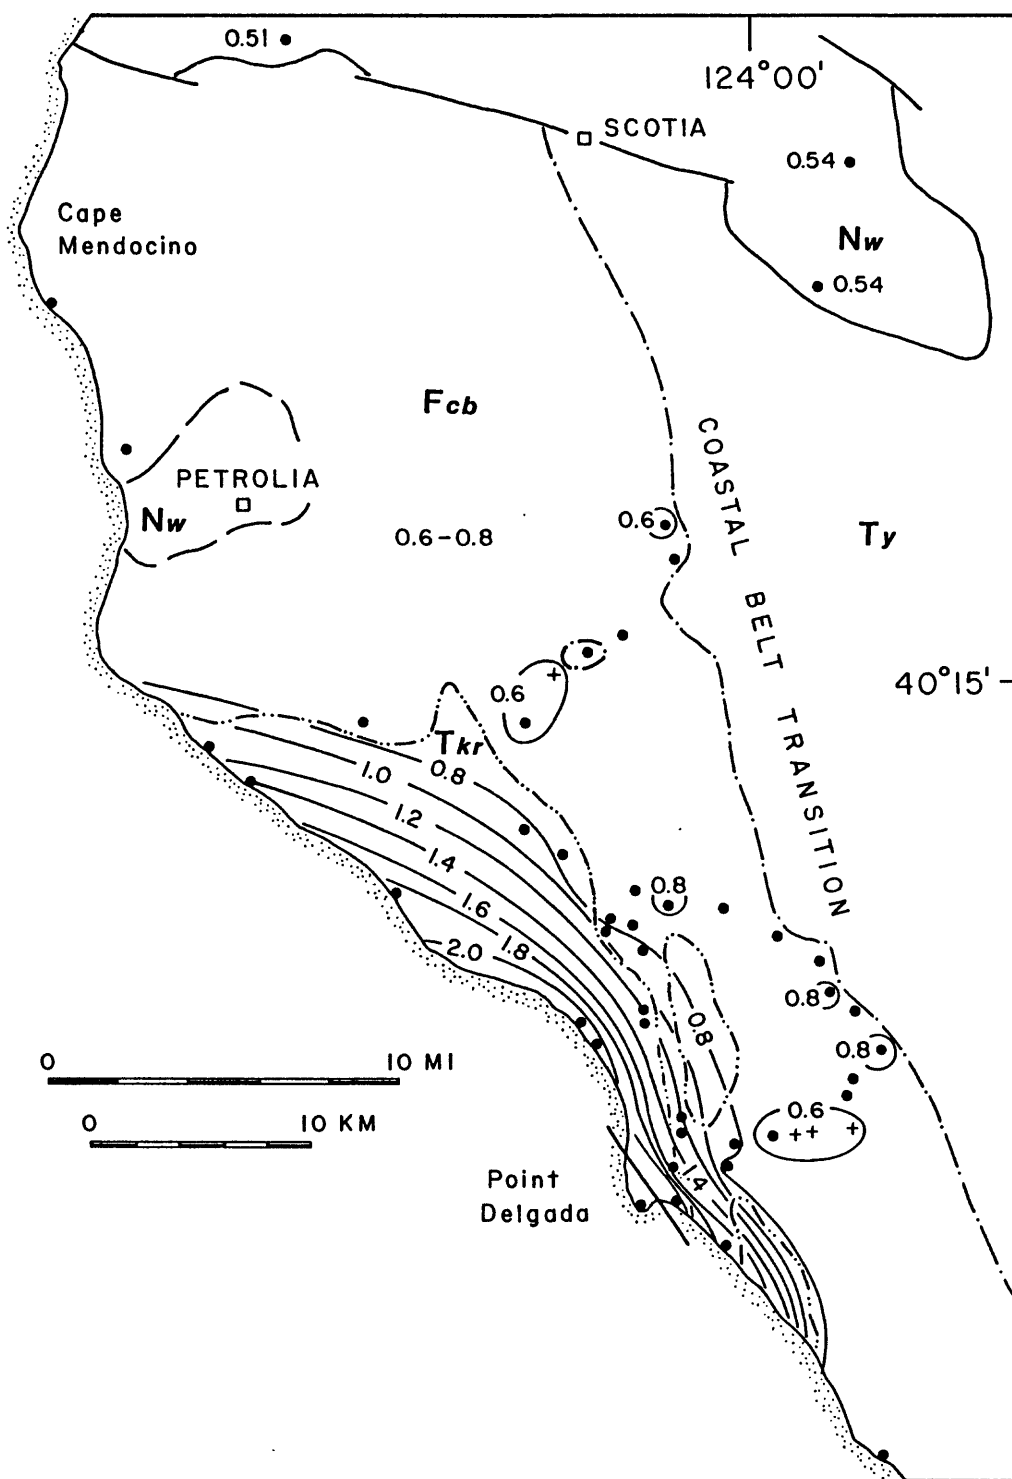 0.51
124°00'
SCOTIA
0.54
Cape
Mendocino
Nw
0.54
Fcb
COASTAL BELT TRANSITION
PETROLIA
Nw
0.6
0.6-0.8
Ty
40°15'
0.6
Tkr
0.8
1.0
1.2
1.4
1.6
1.8
2.0
0.8
0.8
0.8
0.8
0 10 MI
0 10 KM
0.6
1.4
Point
Delgada